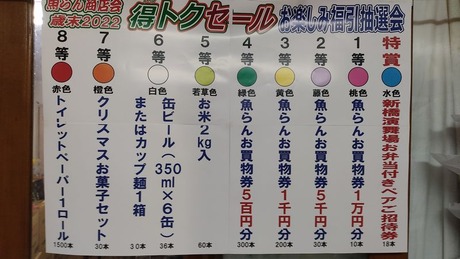 魚らん商店会
歳末2022
得トクセール
お楽しみ福引抽選会
特賞
水色
新橋演舞場お弁当付きペアご招待券
18本
1等
桃色
魚らんお買物券1万円分
10本
2等
藤色
魚らんお買物券5千円分
30本
3等
黄色
魚らんお買物券1千円分
200本
4等
緑色
魚らんお買物券5百円分
300本
5等
若草色
お米2kg入
60本
6等
白色
缶ビール(350ml×6缶)
36本
またはカップ麺1箱
30本
7等
橙色
クリスマスお菓子セット
30本
8等
赤色
トイレットペーパー1ロール
1500本